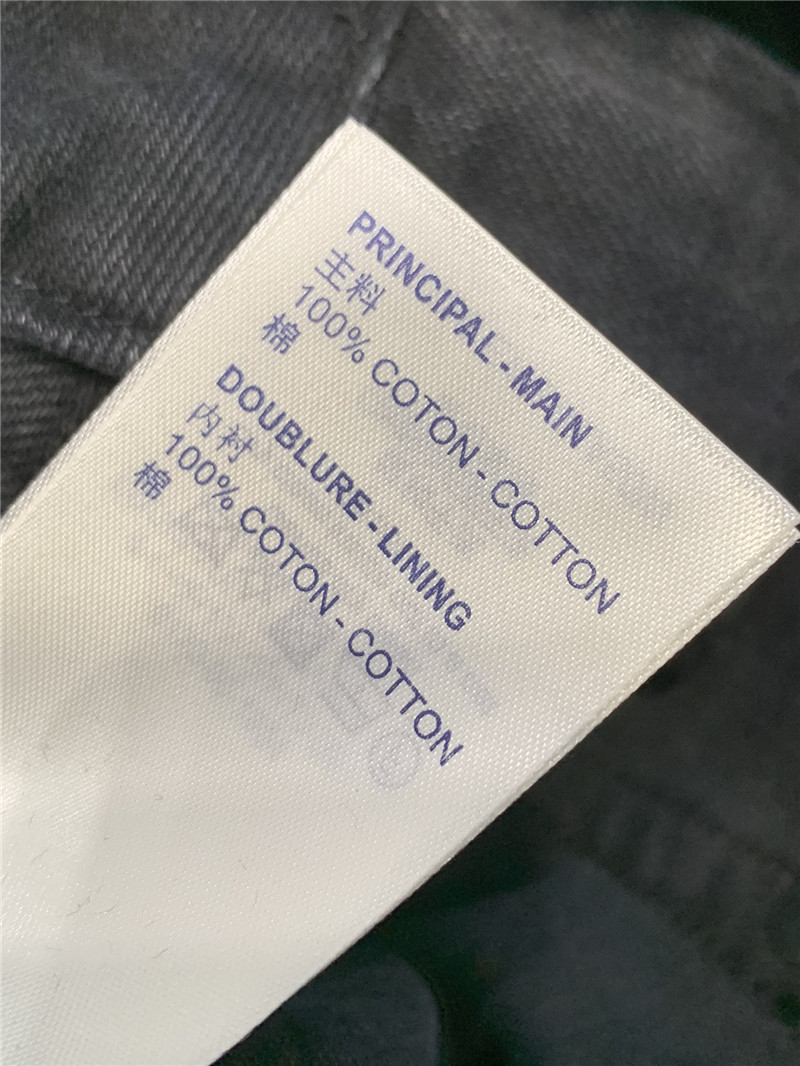 PRINCIPAL - MAIN
主料
100% COTON - COTTON
棉
DOUBLURE - LINING
内衬
100% COTON - COTTON
棉